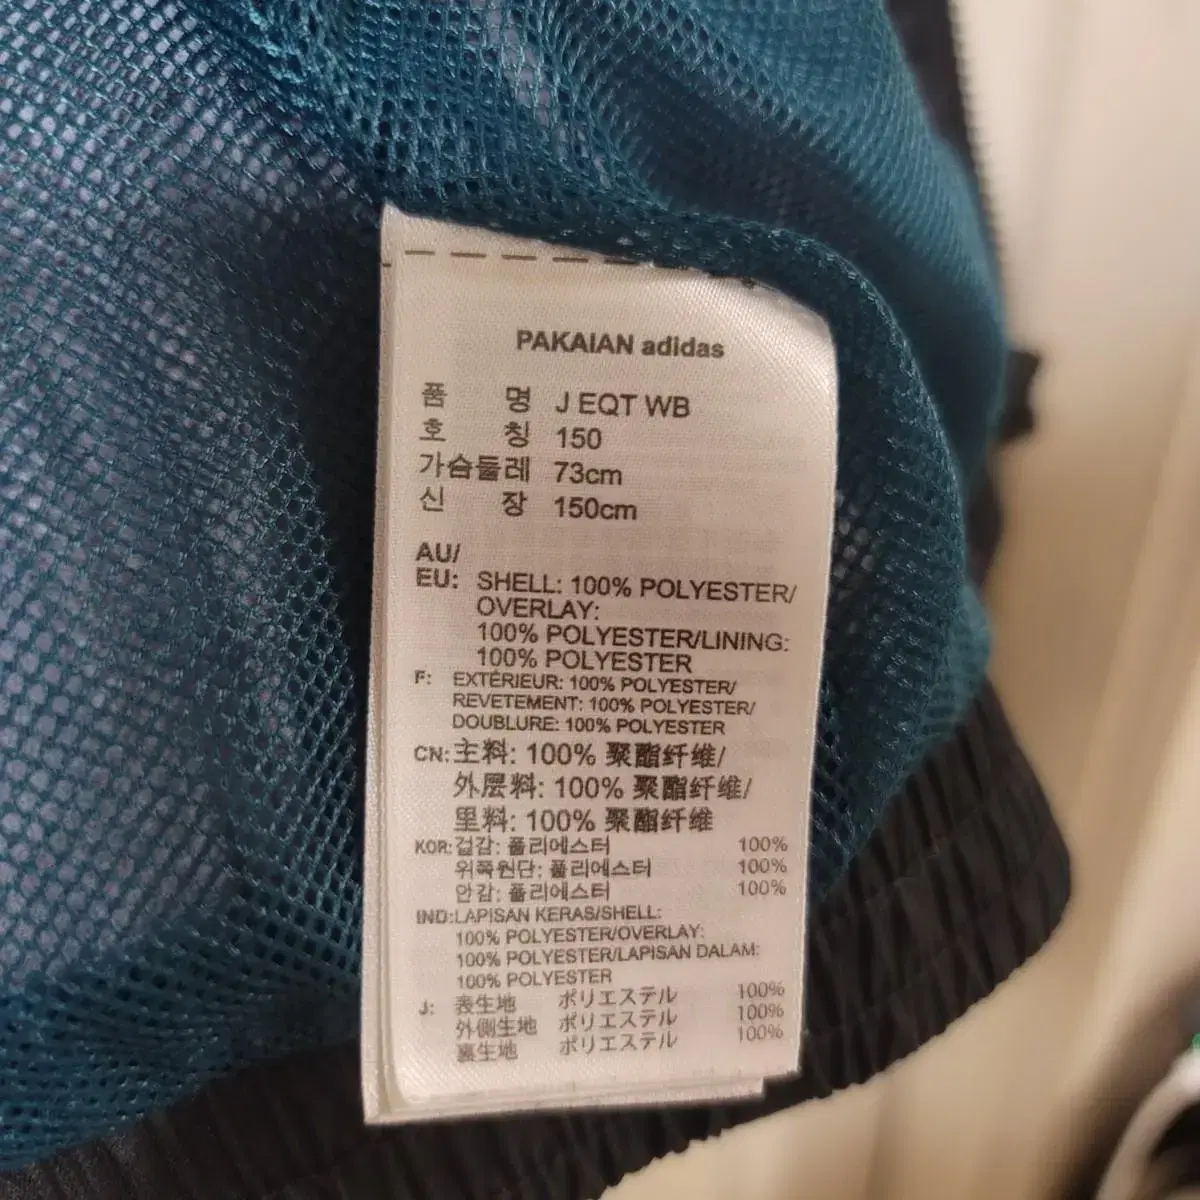 PAKAIAN adidas
품 명 J EQT WB
호 칭 150
가슴둘레 73cm
신 장 150cm
AU/
EU: SHELL: 100% POLYESTER/
OVERLAY:
100% POLYESTER/LINING:
100% POLYESTER
F: EXTÉRIEUR: 100% POLYESTER/
REVETEMENT: 100% POLYESTER/
DOUBLURE: 100% POLYESTER
CN: 主料: 100% 聚酯纤维/
外层料: 100% 聚酯纤维/
里料: 100% 聚酯纤维
KOR: 겉감: 폴리에스터 100%
위쪽원단: 폴리에스터 100%
안감: 폴리에스터 100%
IND: LAPISAN KERAS/SHELL:
100% POLYESTER/OVERLAY:
100% POLYESTER/LAPISAN DALAM:
100% POLYESTER
J: 表生地 ポリエステル 100%
外側生地 ポリエステル 100%
裏生地 ポリエステル 100%